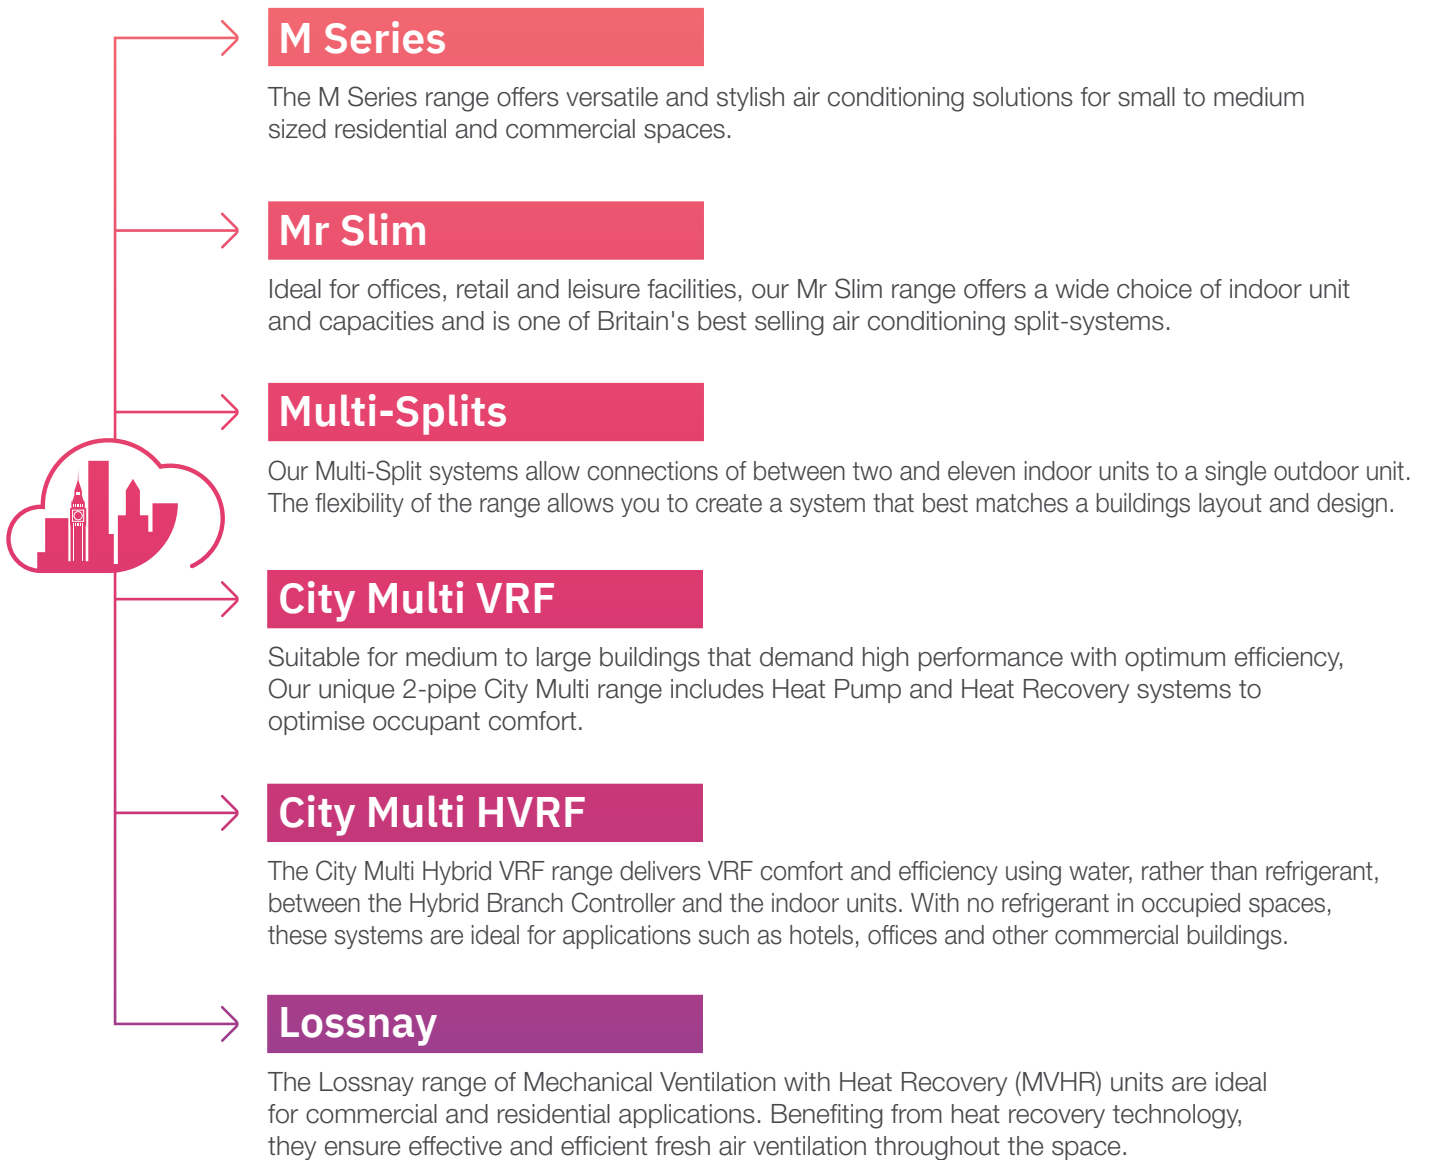 M Series
The M Series range offers versatile and stylish air conditioning solutions for small to medium
sized residential and commercial spaces.
Mr Slim
Ideal for offices, retail and leisure facilities, our Mr Slim range offers a wide choice of indoor unit
and capacities and is one of Britain's best selling air conditioning split-systems.
Multi-Splits
Our Multi-Split systems allow connections of between two and eleven indoor units to a single outdoor unit.
The flexibility of the range allows you to create a system that best matches a buildings layout and design.
City Multi VRF
Suitable for medium to large buildings that demand high performance with optimum efficiency,
Our unique 2-pipe City Multi range includes Heat Pump and Heat Recovery systems to
optimise occupant comfort.
City Multi HVRF
The City Multi Hybrid VRF range delivers VRF comfort and efficiency using water, rather than refrigerant,
between the Hybrid Branch Controller and the indoor units. With no refrigerant in occupied spaces,
these systems are ideal for applications such as hotels, offices and other commercial buildings.
Lossnay
The Lossnay range of Mechanical Ventilation with Heat Recovery (MVHR) units are ideal
for commercial and residential applications. Benefiting from heat recovery technology,
they ensure effective and efficient fresh air ventilation throughout the space.